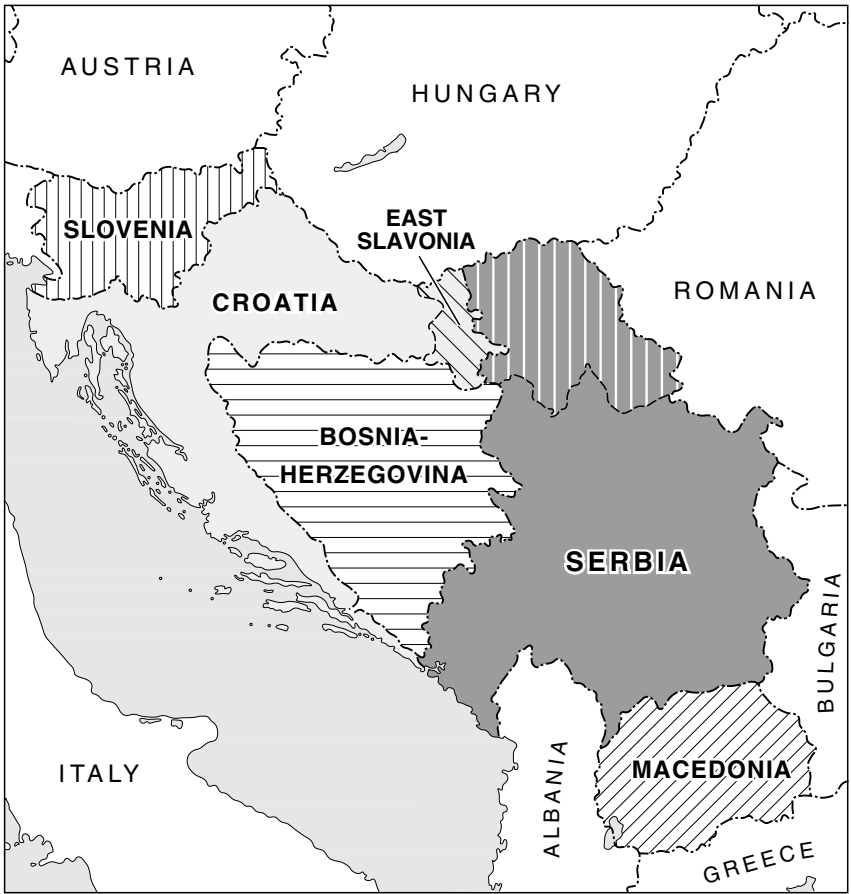 AUSTRIA
HUNGARY
SLOVENIA
EAST
SLAVONIA
CROATIA
ROMANIA
BOSNIA-
HERZEGOVINA
SERBIA
BULGARIA
ITALY
ALBANIA
MACEDONIA
GREECE